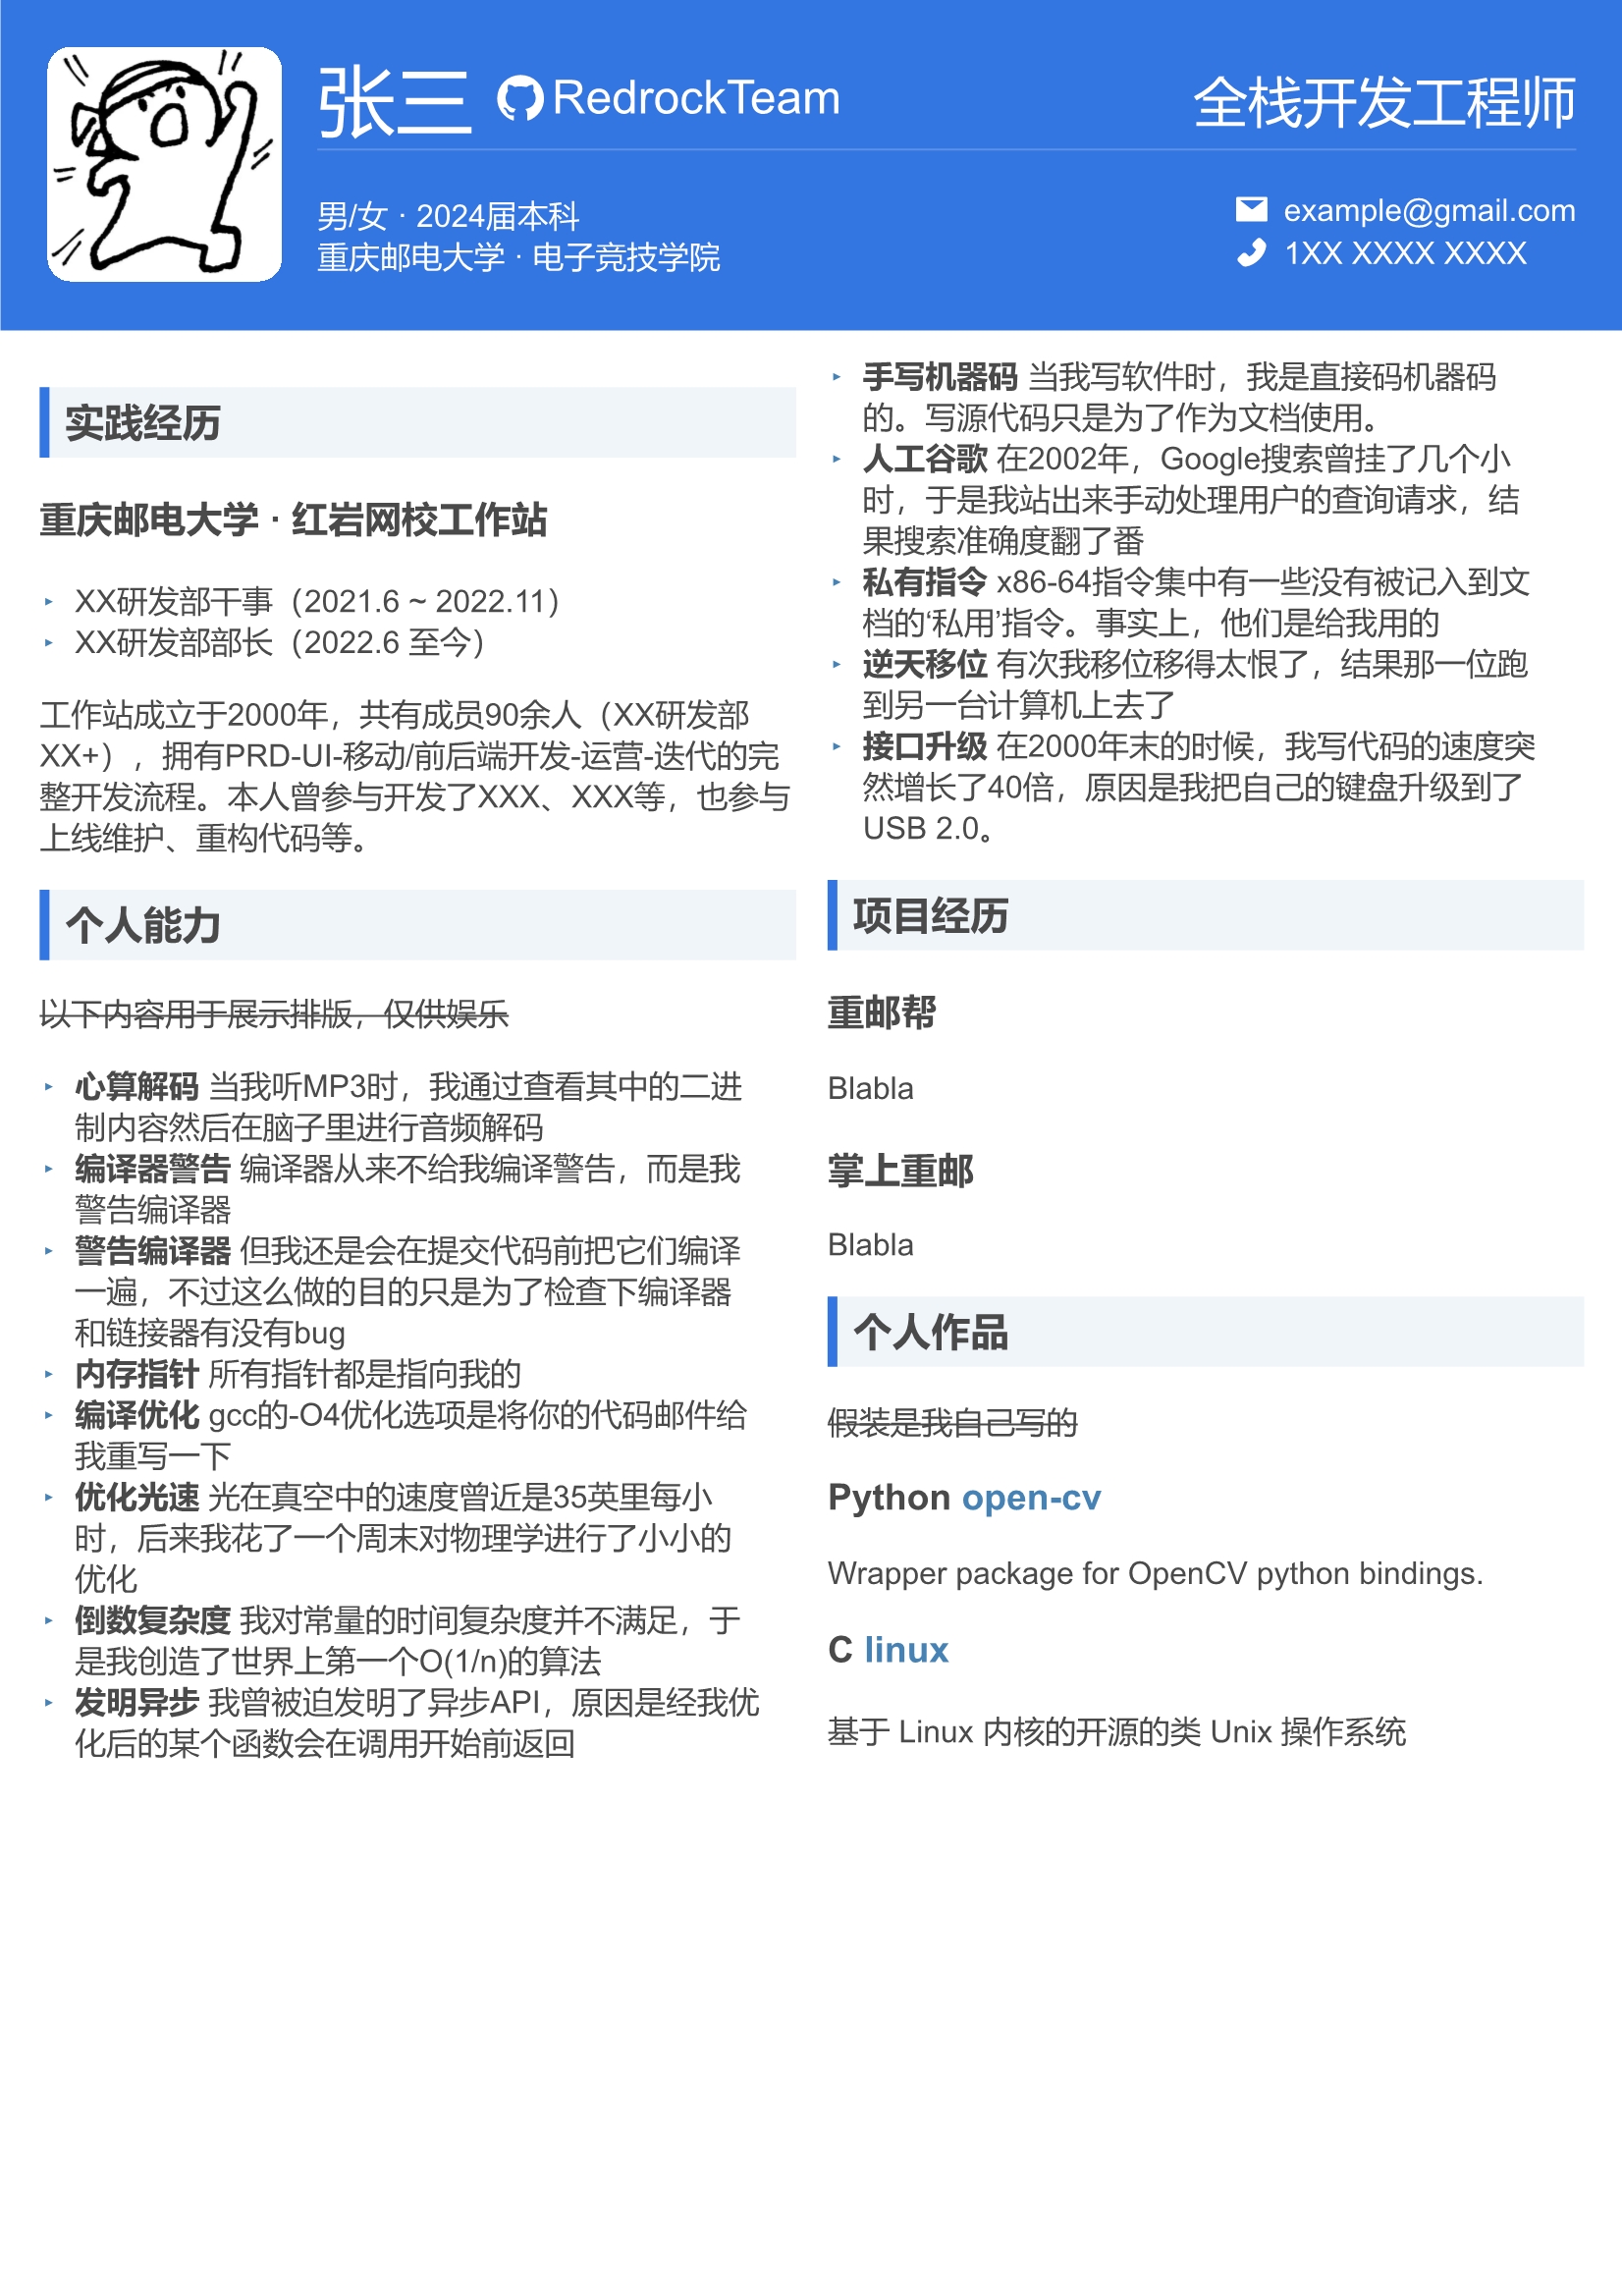 张三 RedrockTeam
全栈开发工程师
男/女 · 2024届本科
重庆邮电大学 · 电子竞技学院
example@gmail.com
1XX XXXX XXXX
实践经历
重庆邮电大学 · 红岩网校工作站
‣ XX研发部干事（2021.6 ~ 2022.11）
‣ XX研发部部长（2022.6 至今）
工作站成立于2000年，共有成员90余人（XX研发部
XX+），拥有PRD-UI-移动/前后端开发-运营-迭代的完
整开发流程。本人曾参与开发了XXX、XXX等，也参与
上线维护、重构代码等。
个人能力
以下内容用于展示排版，仅供娱乐
‣ 心算解码 当我听MP3时，我通过查看其中的二进
制内容然后在脑子里进行音频解码
‣ 编译器警告 编译器从来不给我编译警告，而是我
警告编译器
‣ 警告编译器 但我还是会在提交代码前把它们编译
一遍，不过这么做的目的只是为了检查下编译器
和链接器有没有bug
‣ 内存指针 所有指针都是指向我的
‣ 编译优化 gcc的-O4优化选项是将你的代码邮件给
我重写一下
‣ 优化光速 光在真空中的速度曾近是35英里每小
时，后来我花了一个周末对物理学进行了小小的
优化
‣ 倒数复杂度 我对常量的时间复杂度并不满足，于
是我创造了世界上第一个O(1/n)的算法
‣ 发明异步 我曾被迫发明了异步API，原因是经我优
化后的某个函数会在调用开始前返回
‣ 手写机器码 当我写软件时，我是直接码机器码
的。写源代码只是为了作为文档使用。
‣ 人工谷歌 在2002年，Google搜索曾挂了几个小
时，于是我站出来手动处理用户的查询请求，结
果搜索准确度翻了番
‣ 私有指令 x86-64指令集中有一些没有被记入到文
档的‘私用’指令。事实上，他们是给我用的
‣ 逆天移位 有次我移位移得太恨了，结果那一位跑
到另一台计算机上去了
‣ 接口升级 在2000年末的时候，我写代码的速度突
然增长了40倍，原因是我把自己的键盘升级到了
USB 2.0。
项目经历
重邮帮
Blabla
掌上重邮
Blabla
个人作品
假装是我自己写的
Python open-cv
Wrapper package for OpenCV python bindings.
C linux
基于 Linux 内核的开源的类 Unix 操作系统